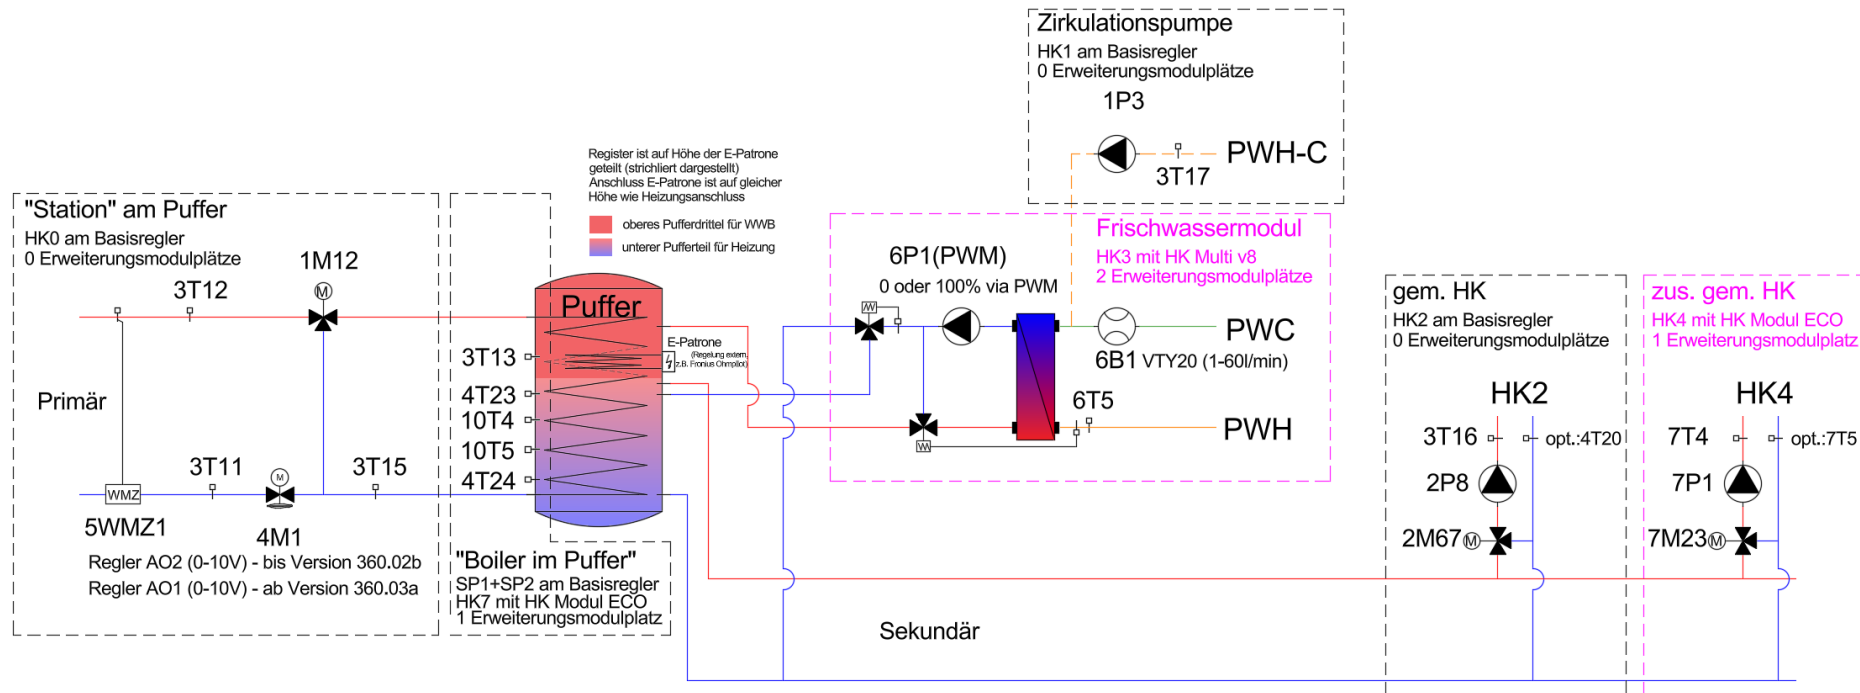 Zirkulationspumpe
HK1 am Basisregler
0 Erweiterungsmodulplätze
1P3
PWH-C
3T17
Register ist auf Höhe der E-Patrone
geteilt (strichliert dargestellt)
Anschluss E-Patrone ist auf gleicher
Höhe wie Heizungsanschluss
oberes Pufferdrittel für WWB
unterer Pufferteil für Heizung
"Station" am Puffer
HK0 am Basisregler
0 Erweiterungsmodulplätze
1M12
M
3T12
Primär
3T11
M
3T15
WMZ
5WMZ1
4M1
Regler AO2 (0-10V) - bis Version 360.02b
Regler AO1 (0-10V) - ab Version 360.03a
Puffer
3T13
4T23
10T4
10T5
4T24
E-Patrone
(Regelung extern,
z.B. Fronius Ohmpilot)
"Boiler im Puffer"
SP1+SP2 am Basisregler
HK7 mit HK Modul ECO
1 Erweiterungsmodulplatz
Frischwassermodul
HK3 mit HK Multi v8
2 Erweiterungsmodulplätze
6P1(PWM)
0 oder 100% via PWM
PWC
6B1 VTY20 (1-60l/min)
6T5
PWH
Sekundär
gem. HK
HK2 am Basisregler
0 Erweiterungsmodulplätze
HK2
3T16
opt.:4T20
2P8
2M67
M
zus. gem. HK
HK4 mit HK Modul ECO
1 Erweiterungsmodulplatz
HK4
7T4
opt.:7T5
7P1
7M23
M